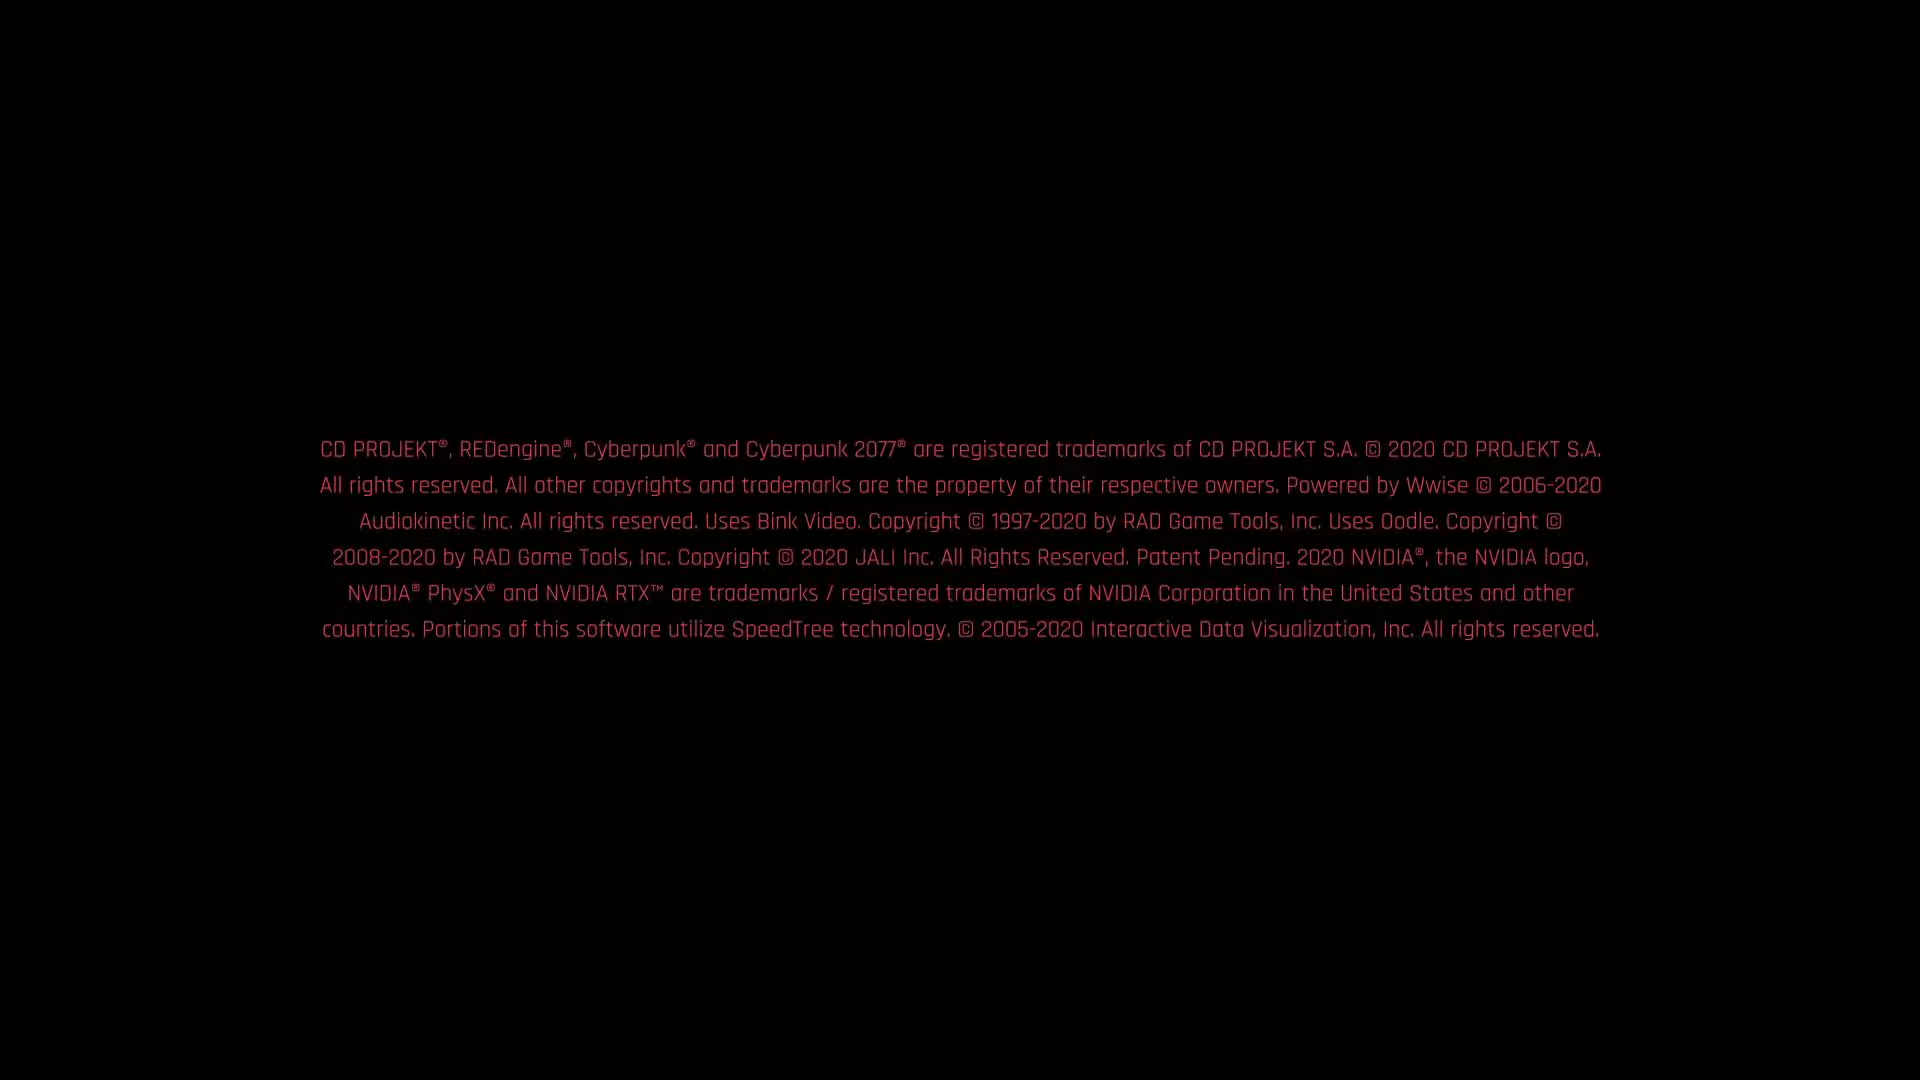 CD PROJEKT®, REDengine®, Cyberpunk® and Cyberpunk 2077® are registered trademarks of CD PROJEKT S.A. © 2020 CD PROJEKT S.A.
All rights reserved. All other copyrights and trademarks are the property of their respective owners. Powered by Wwise © 2006-2020
Audiokinetic Inc. All rights reserved. Uses Bink Video. Copyright © 1997-2020 by RAD Game Tools, Inc. Uses Oodle. Copyright ©
2008-2020 by RAD Game Tools, Inc. Copyright © 2020 JALI Inc. All Rights Reserved. Patent Pending. 2020 NVIDIA®, the NVIDIA logo,
NVIDIA® PhysX® and NVIDIA RTX™ are trademarks / registered trademarks of NVIDIA Corporation in the United States and other
countries. Portions of this software utilize SpeedTree technology. © 2005-2020 Interactive Data Visualization, Inc. All rights reserved.